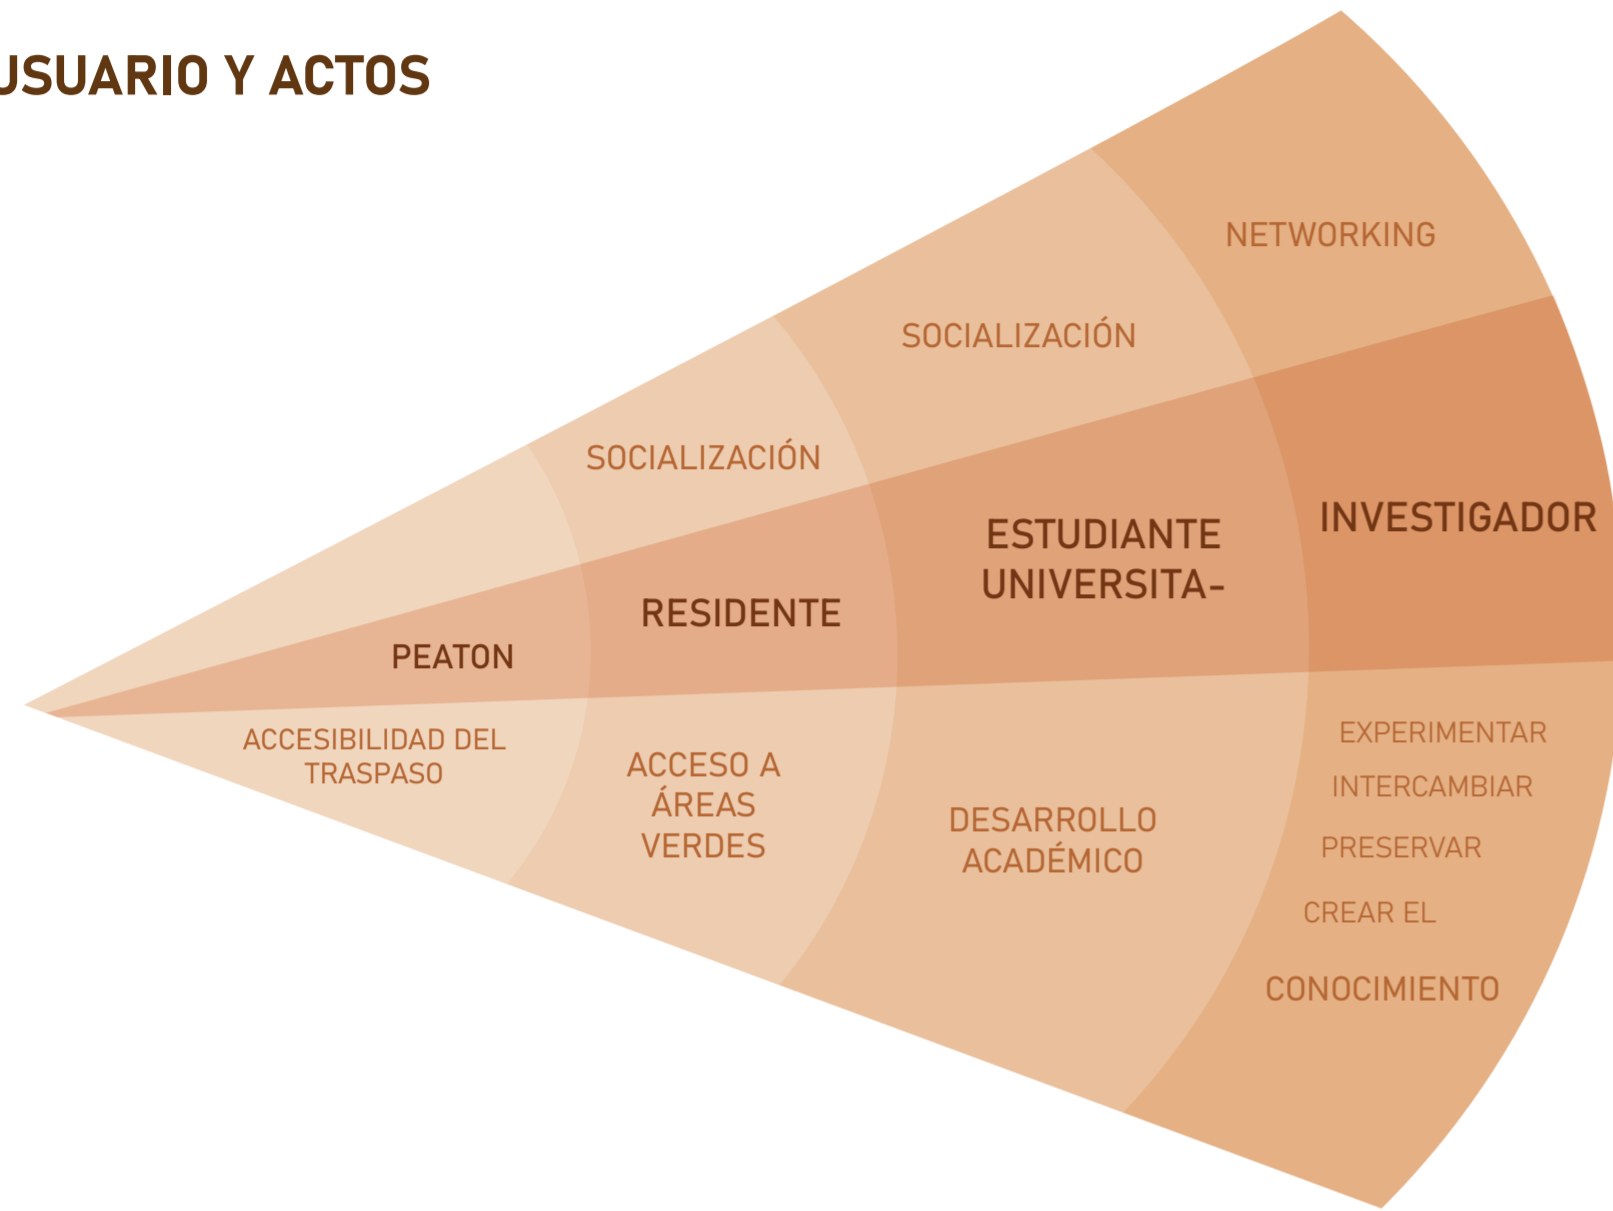 USUARIO Y ACTOS
NETWORKING
SOCIALIZACIÓN
SOCIALIZACIÓN
INVESTIGADOR
ESTUDIANTE
UNIVERSITA-
RESIDENTE
PEATON
ACCESIBILIDAD DEL
TRASPASO
ACCESO A
ÁREAS
VERDES
DESARROLLO
ACADÉMICO
EXPERIMENTAR
INTERCAMBIAR
PRESERVAR
CREAR EL
CONOCIMIENTO